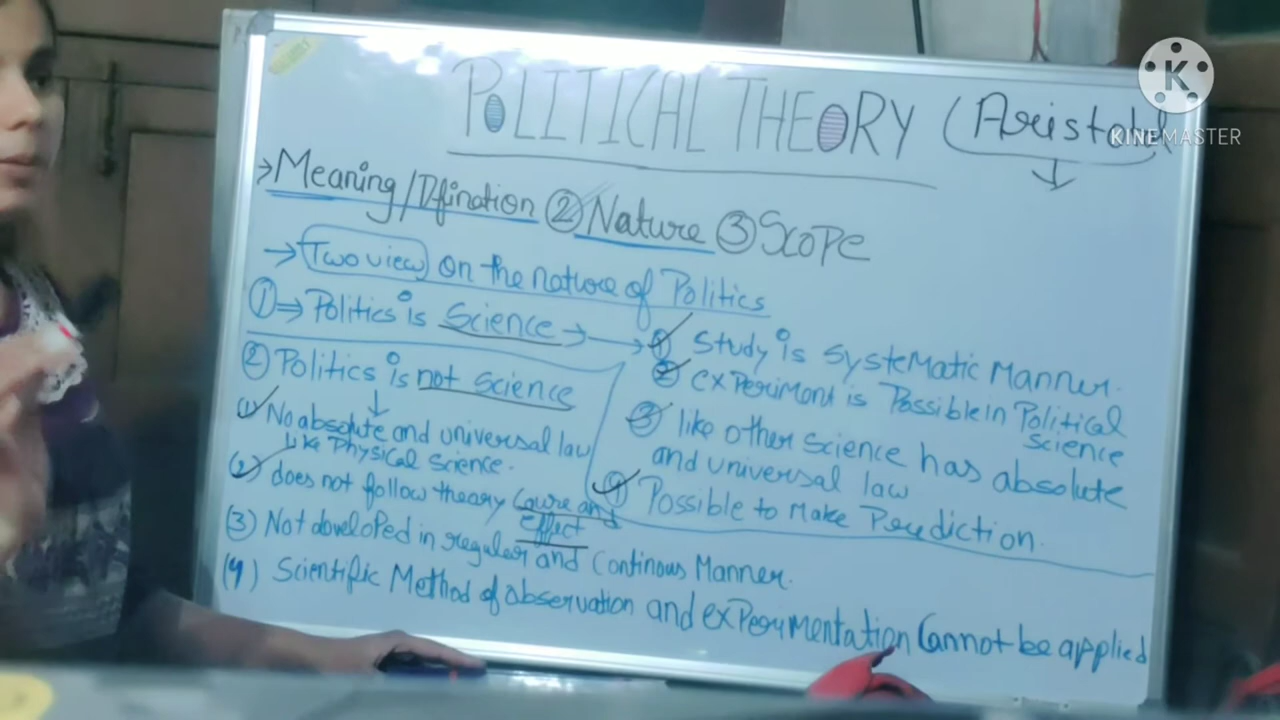 POLITICAL THEORY (Aristotl
KINEMASTER
→ Meaning/Dfination ② Nature ③ Scope
→ Two view on the nature of Politics
① ⇒ Politics is Science →
① Study is Systematic Manner.
② experiment is Possible in Political Science
③ like other science has absolute
and universal law
④ Possible to Make Perediction.
② Politics is not Science
(1) No absolute and universal law
like Physical Science.
(2) does not follow theory Caure and
Effect
(3) Not developed in reguler and Continous Manner.
(4) Scientific Method of observation and experimentation Cannot be applied